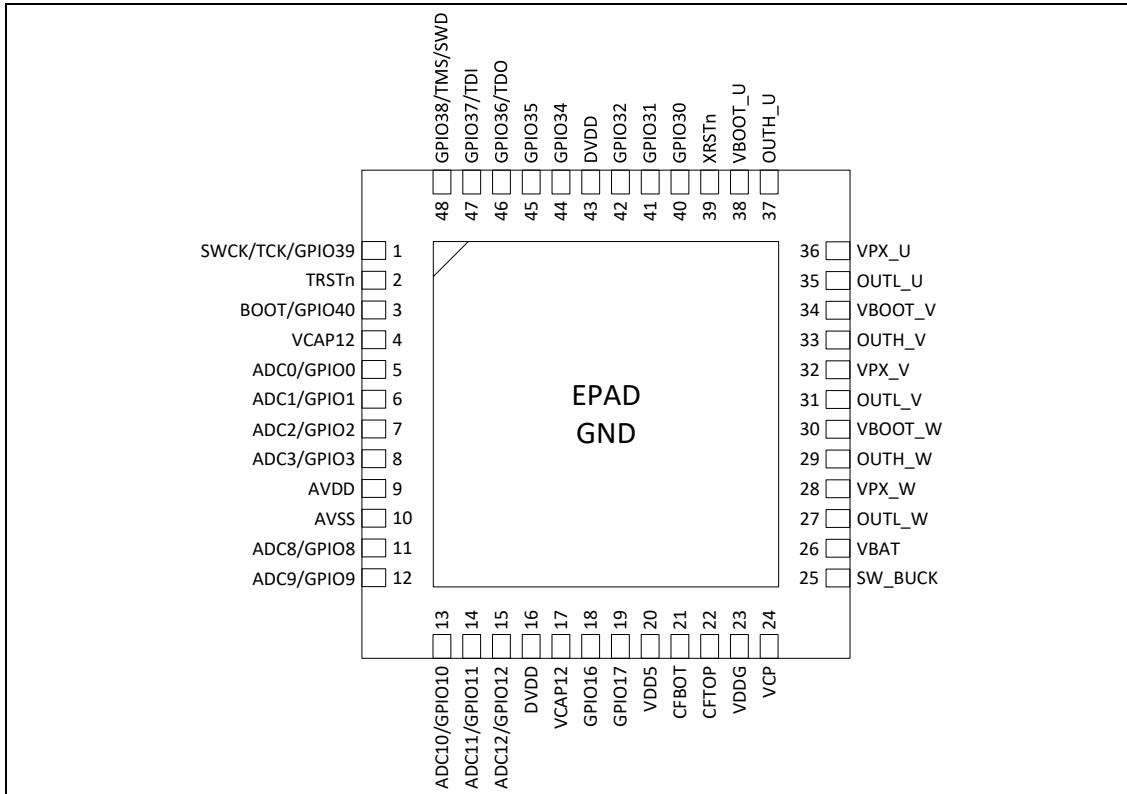 GPIO38/TMS/SWD
GPIO37/TDI
GPIO36/TDO
GPIO35
GPIO34
DVDD
GPIO32
GPIO31
GPIO30
XRSTn
VBOOT_U
OUTH_U
48
47
46
45
44
43
42
41
40
39
38
37
SWCK/TCK/GPIO39 1
TRSTn 2
BOOT/GPIO40 3
VCAP12 4
ADC0/GPIO0 5
ADC1/GPIO1 6
ADC2/GPIO2 7
ADC3/GPIO3 8
AVDD 9
AVSS 10
ADC8/GPIO8 11
ADC9/GPIO9 12
EPAD
GND
36 VPX_U
35 OUTL_U
34 VBOOT_V
33 OUTH_V
32 VPX_V
31 OUTL_V
30 VBOOT_W
29 OUTH_W
28 VPX_W
27 OUTL_W
26 VBAT
25 SW_BUCK
13
14
15
16
17
18
19
20
21
22
23
24
ADC10/GPIO10
ADC11/GPIO11
ADC12/GPIO12
DVDD
VCAP12
GPIO16
GPIO17
VDD5
CFBOT
CFTOP
VDDG
VCP